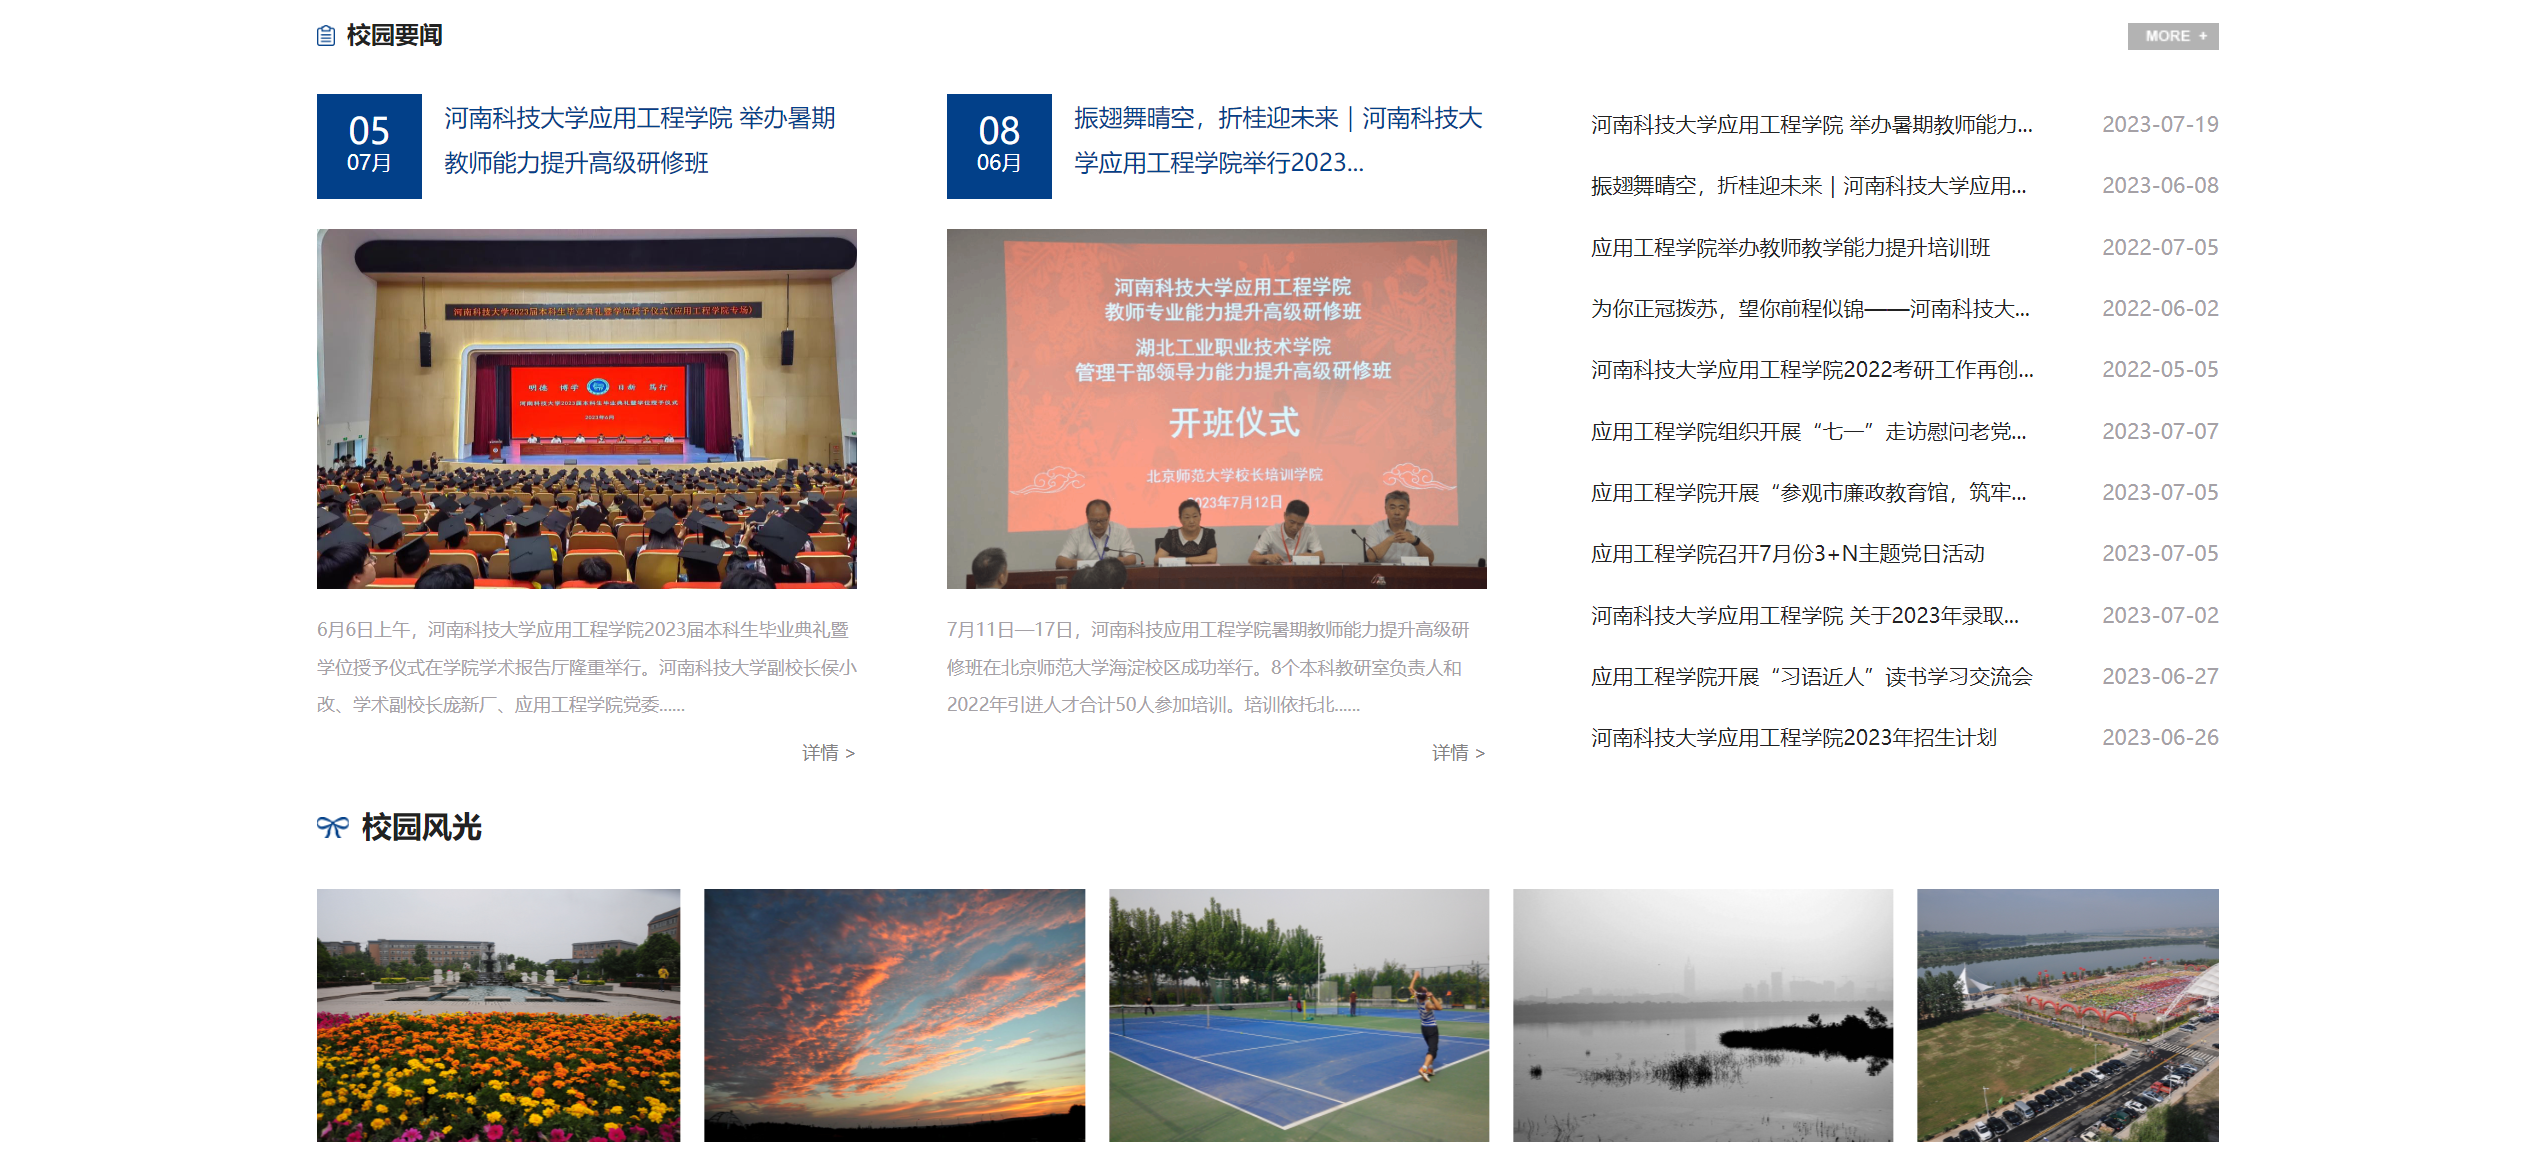 校园要闻
MORE +
05
07月
河南科技大学应用工程学院 举办暑期
教师能力提升高级研修班
河南科技大学2023届本科生毕业典礼暨学位授予仪式(应用工程学院专场)
明德 博学 日新 笃行
河南科技大学2023届本科生毕业典礼暨学位授予仪式
2023年6月
6月6日上午，河南科技大学应用工程学院2023届本科生毕业典礼暨
学位授予仪式在学院学术报告厅隆重举行。河南科技大学副校长侯小
改、学术副校长庞新厂、应用工程学院党委......
详情 >
08
06月
振翅舞晴空，折桂迎未来 | 河南科技大
学应用工程学院举行2023...
河南科技大学应用工程学院
教师专业能力提升高级研修班
湖北工业职业技术学院
管理干部领导力能力提升高级研修班
开班仪式
北京师范大学校长培训学院
2023年7月12日
7月11日—17日，河南科技应用工程学院暑期教师能力提升高级研
修班在北京师范大学海淀校区成功举行。8个本科教研室负责人和
2022年引进人才合计50人参加培训。培训依托北......
详情 >
河南科技大学应用工程学院 举办暑期教师能力... 2023-07-19
振翅舞晴空，折桂迎未来 | 河南科技大学应用... 2023-06-08
应用工程学院举办教师教学能力提升培训班 2022-07-05
为你正冠拨苏，望你前程似锦——河南科技大... 2022-06-02
河南科技大学应用工程学院2022考研工作再创... 2022-05-05
应用工程学院组织开展“七一”走访慰问老党... 2023-07-07
应用工程学院开展“参观市廉政教育馆，筑牢... 2023-07-05
应用工程学院召开7月份3+N主题党日活动 2023-07-05
河南科技大学应用工程学院 关于2023年录取... 2023-07-02
应用工程学院开展“习语近人”读书学习交流会 2023-06-27
河南科技大学应用工程学院2023年招生计划 2023-06-26
校园风光